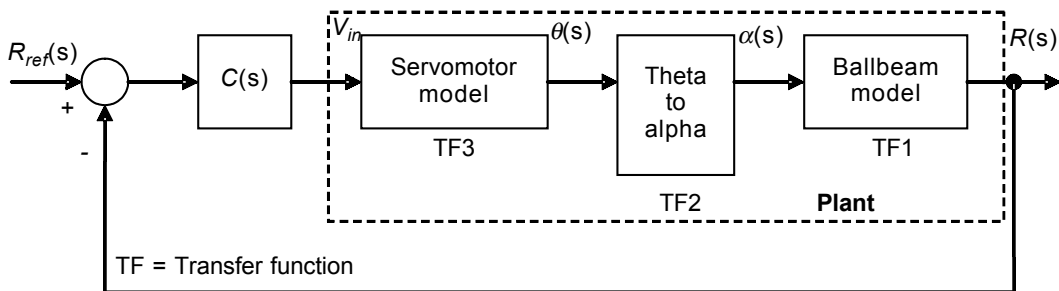 V_in
θ(s)
α(s)
R(s)
R_ref(s)
+
-
C(s)
Servomotor
model
TF3
Theta
to
alpha
TF2
Ballbeam
model
TF1
Plant
TF = Transfer function